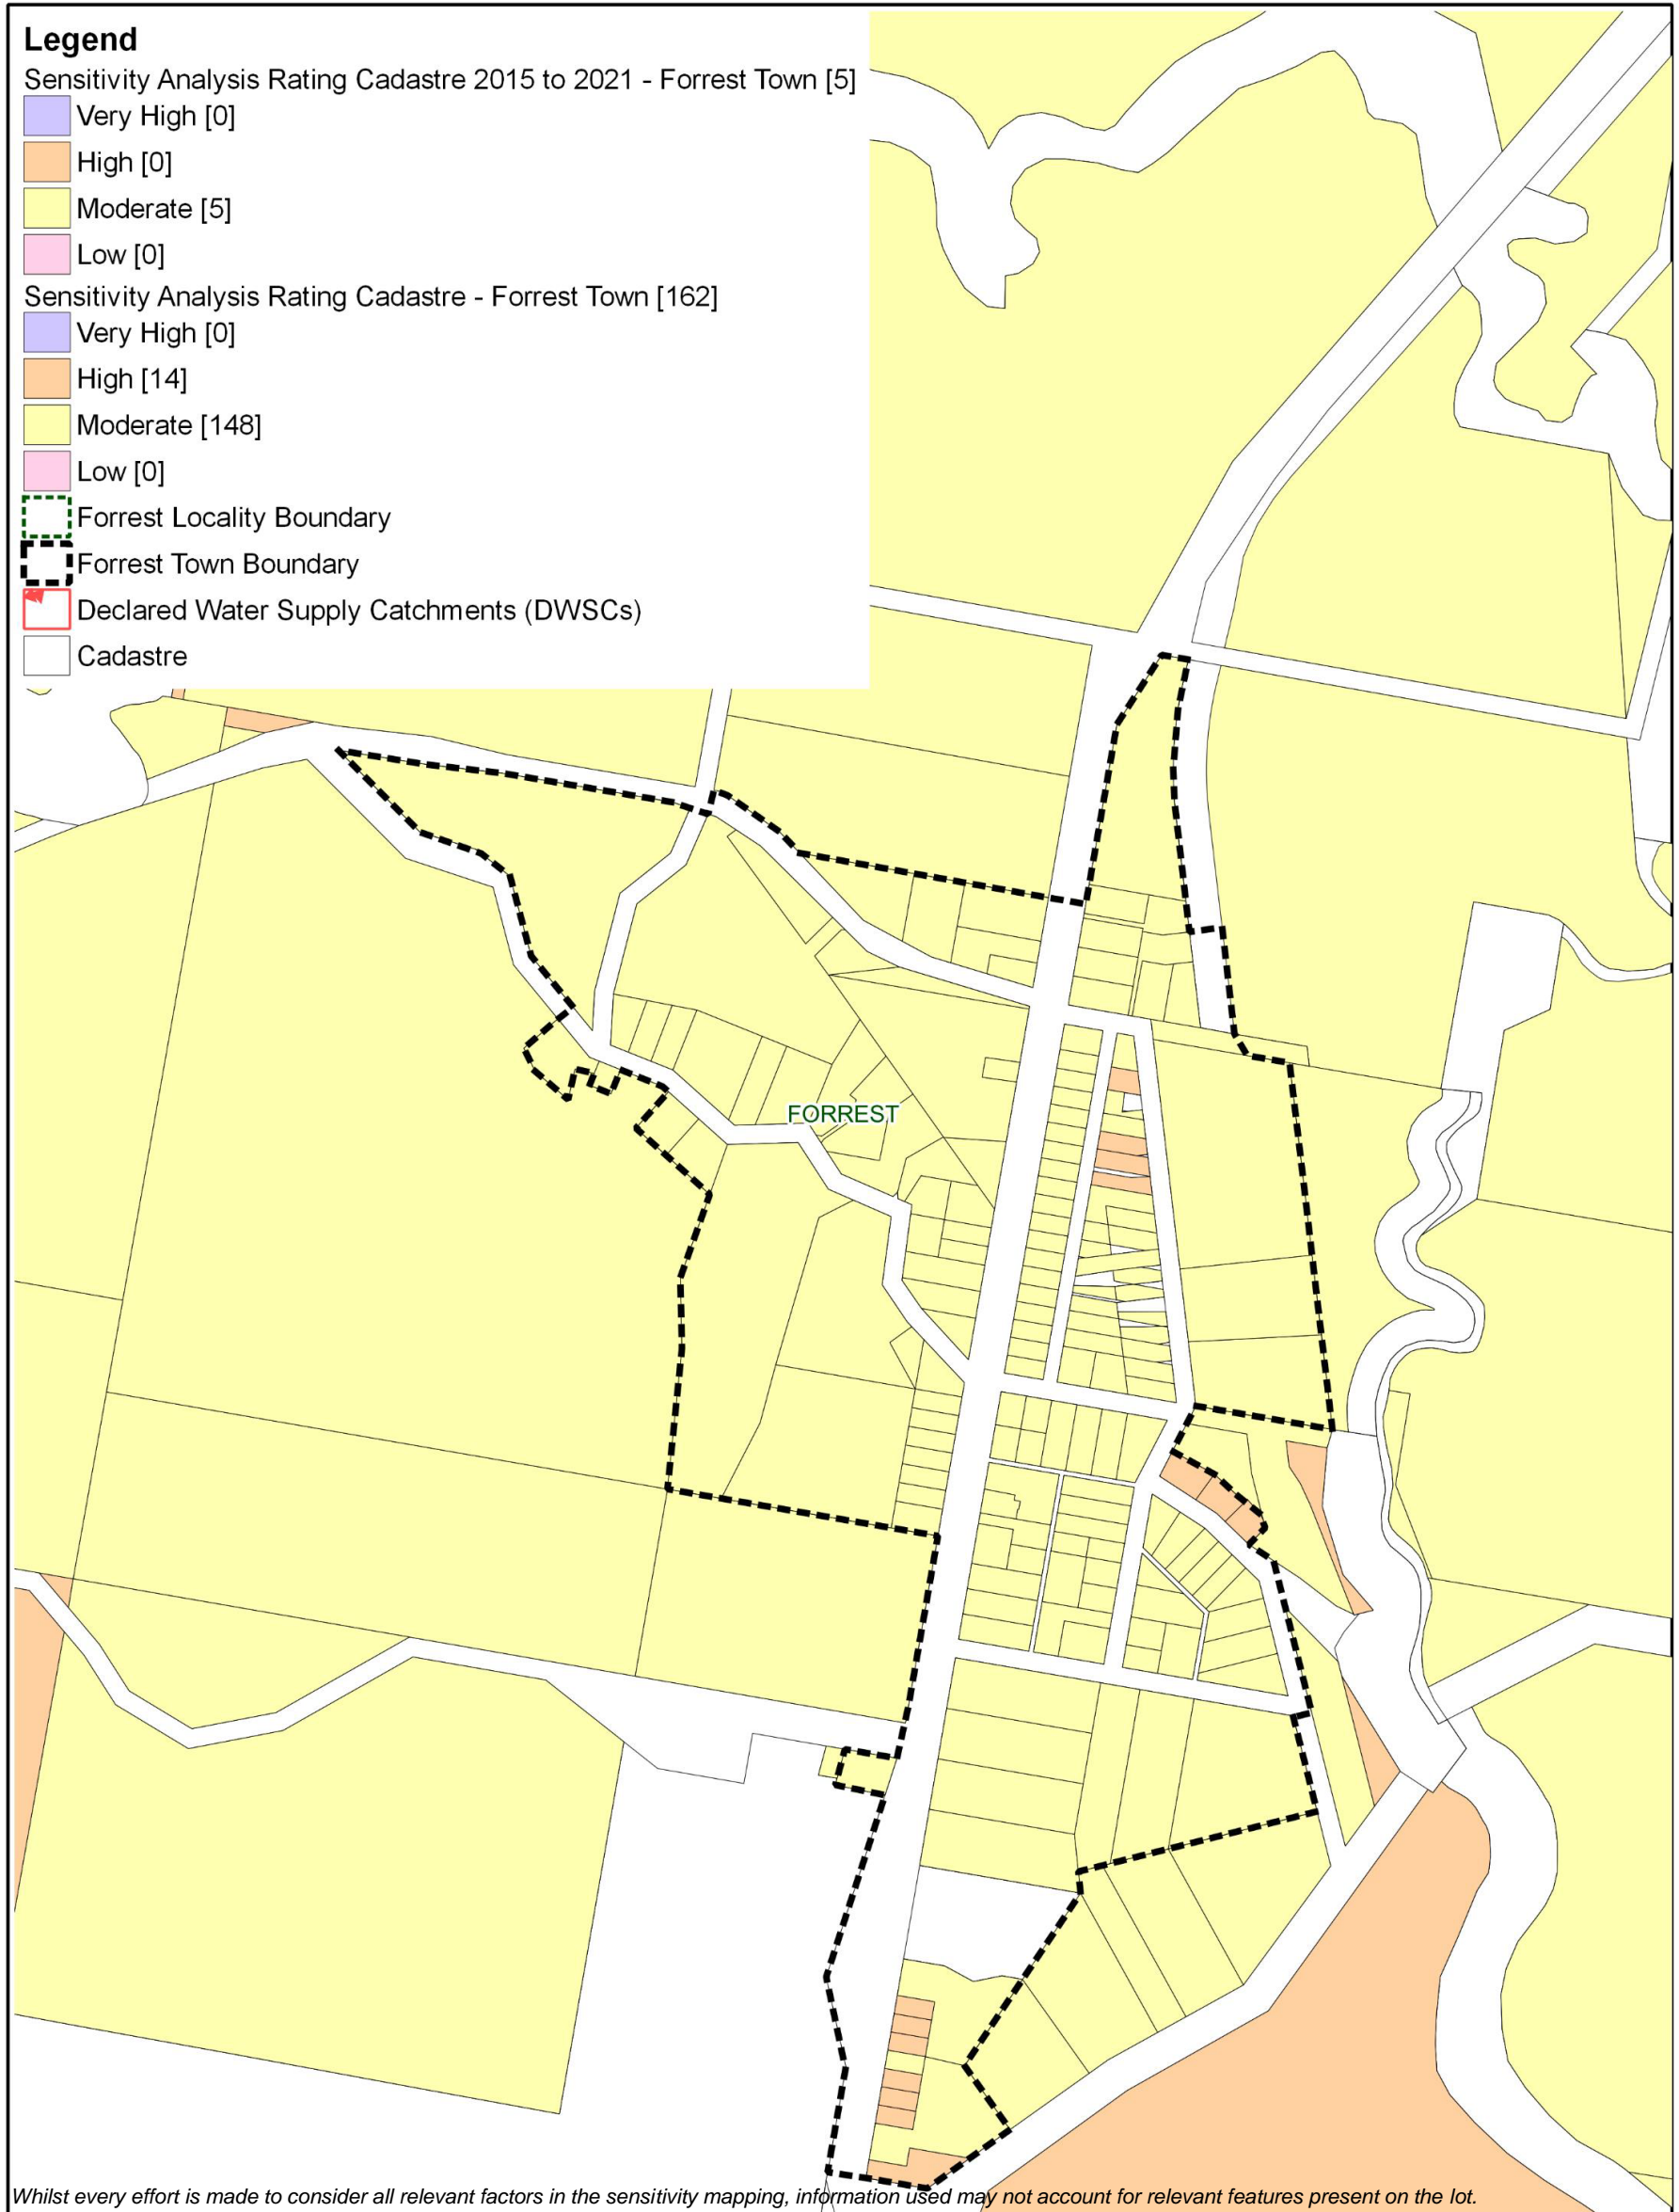 Legend
Sensitivity Analysis Rating Cadastre 2015 to 2021 - Forrest Town [5]
Very High [0]
High [0]
Moderate [5]
Low [0]
Sensitivity Analysis Rating Cadastre - Forrest Town [162]
Very High [0]
High [14]
Moderate [148]
Low [0]
Forrest Locality Boundary
Forrest Town Boundary
Declared Water Supply Catchments (DWSCs)
Cadastre
FORREST
Whilst every effort is made to consider all relevant factors in the sensitivity mapping, information used may not account for relevant features present on the lot.